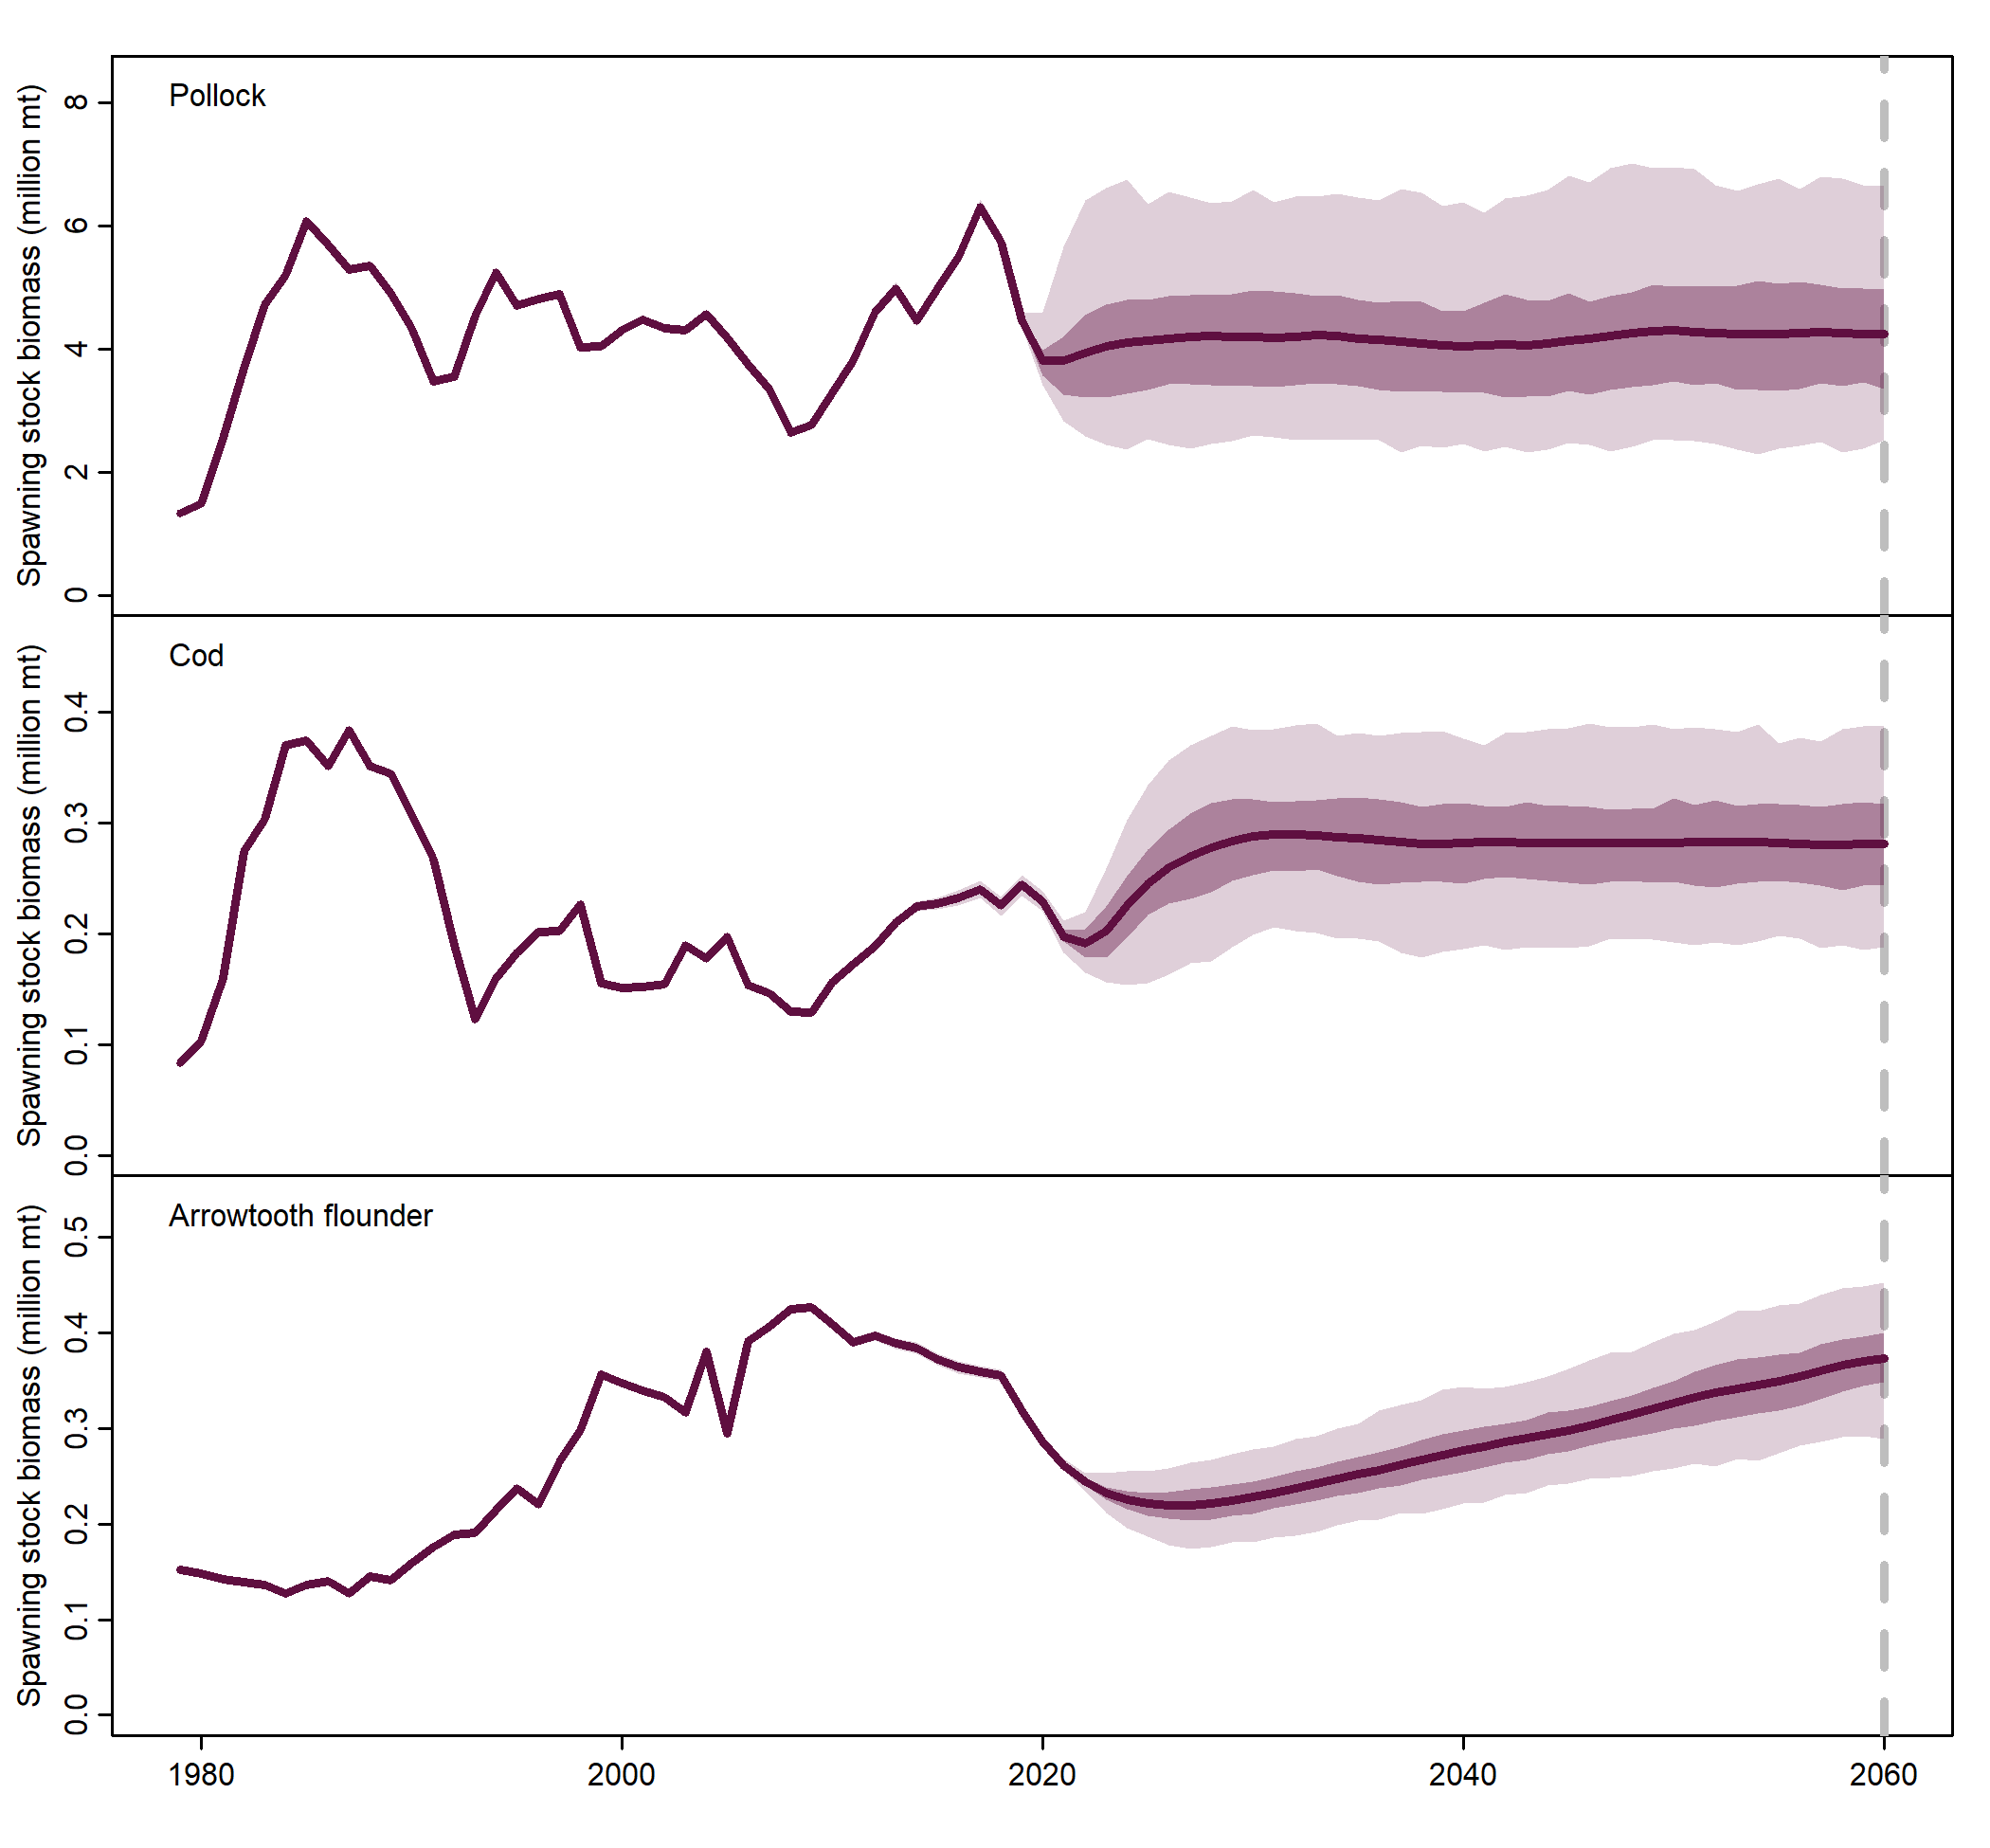 Pollock
Spawning stock biomass (million mt)
8
6
4
2
0
Cod
Spawning stock biomass (million mt)
0.4
0.3
0.2
0.1
0.0
Arrowtooth flounder
Spawning stock biomass (million mt)
0.5
0.4
0.3
0.2
0.1
0.0
1980 2000 2020 2040 2060